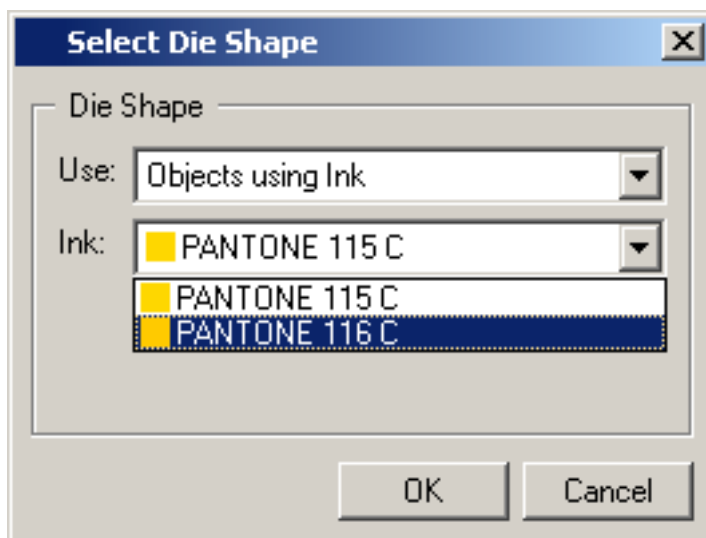 Select Die Shape
Die Shape
Use: Objects using Ink
Ink: PANTONE 115 C
PANTONE 115 C
PANTONE 116 C
OK Cancel